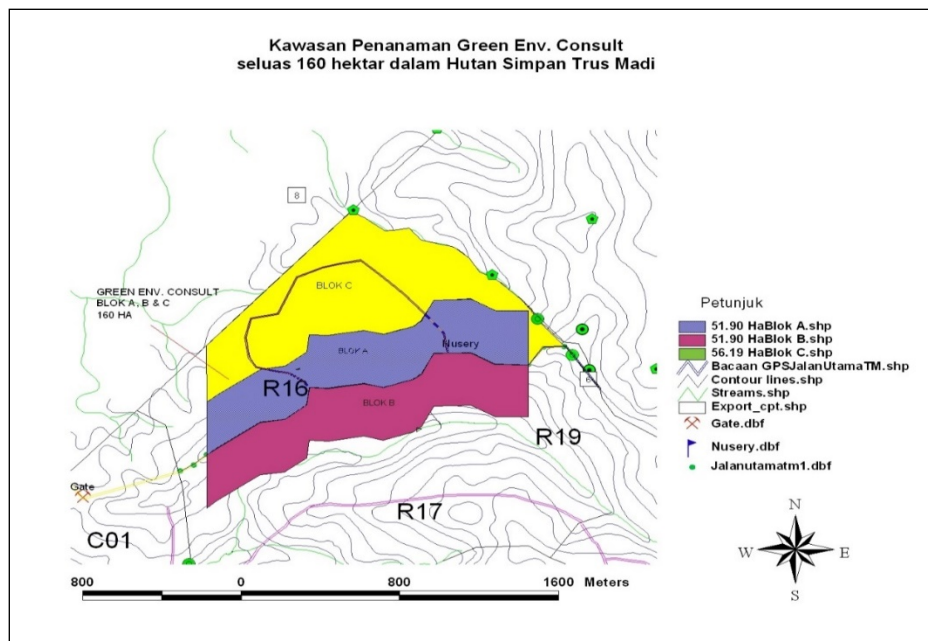 Kawasan Penanaman Green Env. Consult
seluas 160 hektar dalam Hutan Simpan Trus Madi
8
GREEN ENV. CONSULT
BLOK A, B & C
160 HA
BLOK C
Nusery
BLOK A
R16
BLOK B
6
R19
Gate
R17
C01
800 0 800 1600 Meters
Petunjuk
51.90 HaBlok A.shp
51.90 HaBlok B.shp
56.19 HaBlok C.shp
Bacaan GPSJalanUtamaTM.shp
Contour lines.shp
Streams.shp
Export_cpt.shp
Gate.dbf
Nusery.dbf
Jalanutamatm1.dbf
N
W E
S